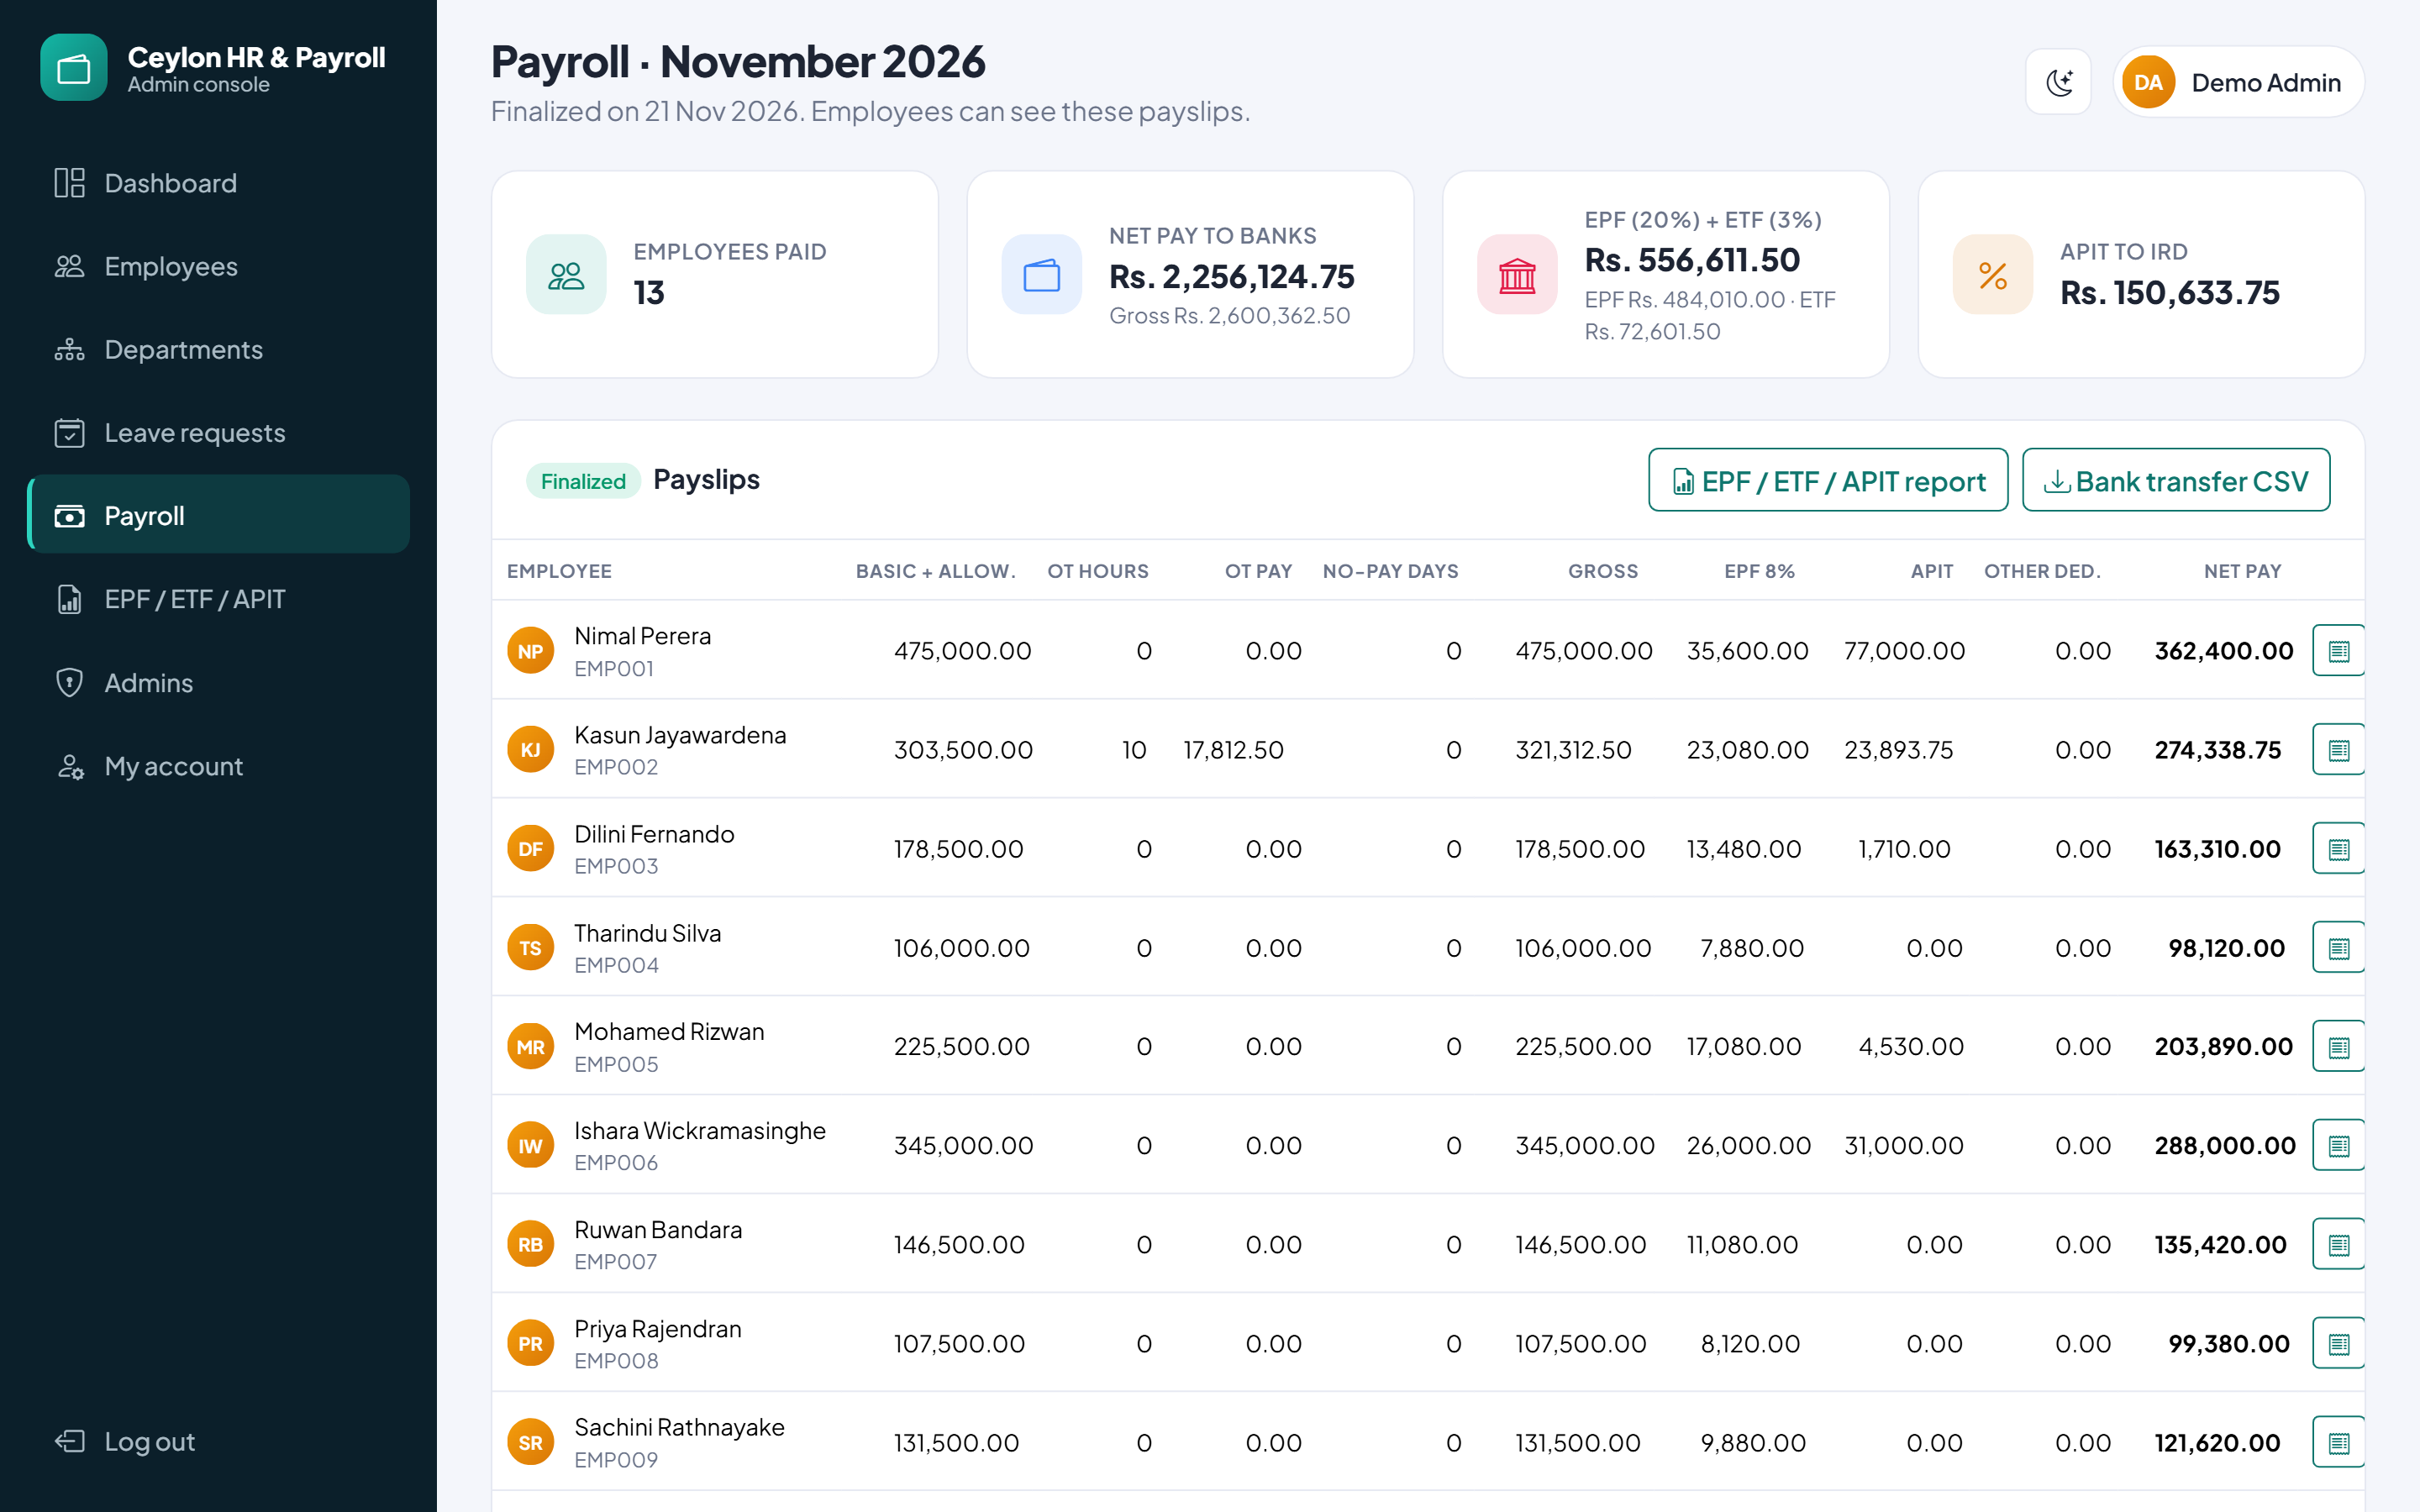 Ceylon HR & Payroll
Admin console
Dashboard
Employees
Departments
Leave requests
Payroll
EPF / ETF / APIT
Admins
My account
Log out
Payroll · November 2026
Finalized on 21 Nov 2026. Employees can see these payslips.
DA Demo Admin
EMPLOYEES PAID
13
NET PAY TO BANKS
Rs. 2,256,124.75
Gross Rs. 2,600,362.50
EPF (20%) + ETF (3%)
Rs. 556,611.50
EPF Rs. 484,010.00 · ETF
Rs. 72,601.50
APIT TO IRD
Rs. 150,633.75
Finalized Payslips
EPF / ETF / APIT report
Bank transfer CSV
EMPLOYEE BASIC + ALLOW. OT HOURS OT PAY NO-PAY DAYS GROSS EPF 8% APIT OTHER DED. NET PAY
NP Nimal Perera 475,000.00 0 0.00 0 475,000.00 35,600.00 77,000.00 0.00 362,400.00
EMP001
KJ Kasun Jayawardena 303,500.00 10 17,812.50 0 321,312.50 23,080.00 23,893.75 0.00 274,338.75
EMP002
DF Dilini Fernando 178,500.00 0 0.00 0 178,500.00 13,480.00 1,710.00 0.00 163,310.00
EMP003
TS Tharindu Silva 106,000.00 0 0.00 0 106,000.00 7,880.00 0.00 0.00 98,120.00
EMP004
MR Mohamed Rizwan 225,500.00 0 0.00 0 225,500.00 17,080.00 4,530.00 0.00 203,890.00
EMP005
IW Ishara Wickramasinghe 345,000.00 0 0.00 0 345,000.00 26,000.00 31,000.00 0.00 288,000.00
EMP006
RB Ruwan Bandara 146,500.00 0 0.00 0 146,500.00 11,080.00 0.00 0.00 135,420.00
EMP007
PR Priya Rajendran 107,500.00 0 0.00 0 107,500.00 8,120.00 0.00 0.00 99,380.00
EMP008
SR Sachini Rathnayake 131,500.00 0 0.00 0 131,500.00 9,880.00 0.00 0.00 121,620.00
EMP009